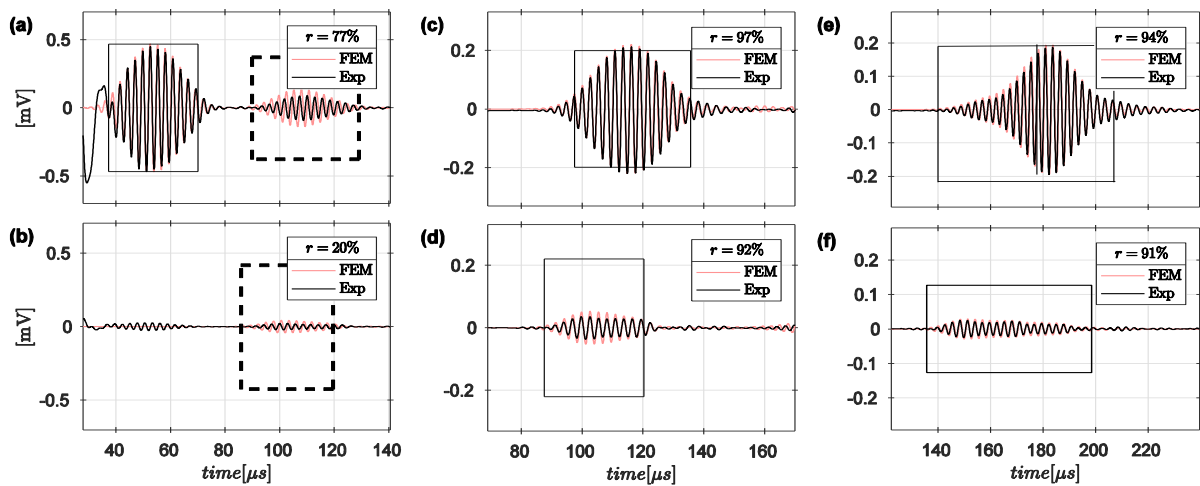 (a)
r = 77%
FEM
Exp
0.5
0
-0.5
[mV]
(b)
r = 20%
FEM
Exp
0.5
0
-0.5
[mV]
40 60 80 100 120 140
time[μs]
(c)
r = 97%
FEM
Exp
0.2
0
-0.2
(d)
r = 92%
FEM
Exp
0.2
0
-0.2
80 100 120 140 160
time[μs]
(e)
r = 94%
FEM
Exp
0.2
0.1
0
-0.1
-0.2
(f)
r = 91%
FEM
Exp
0.2
0.1
0
-0.1
-0.2
140 160 180 200 220
time[μs]